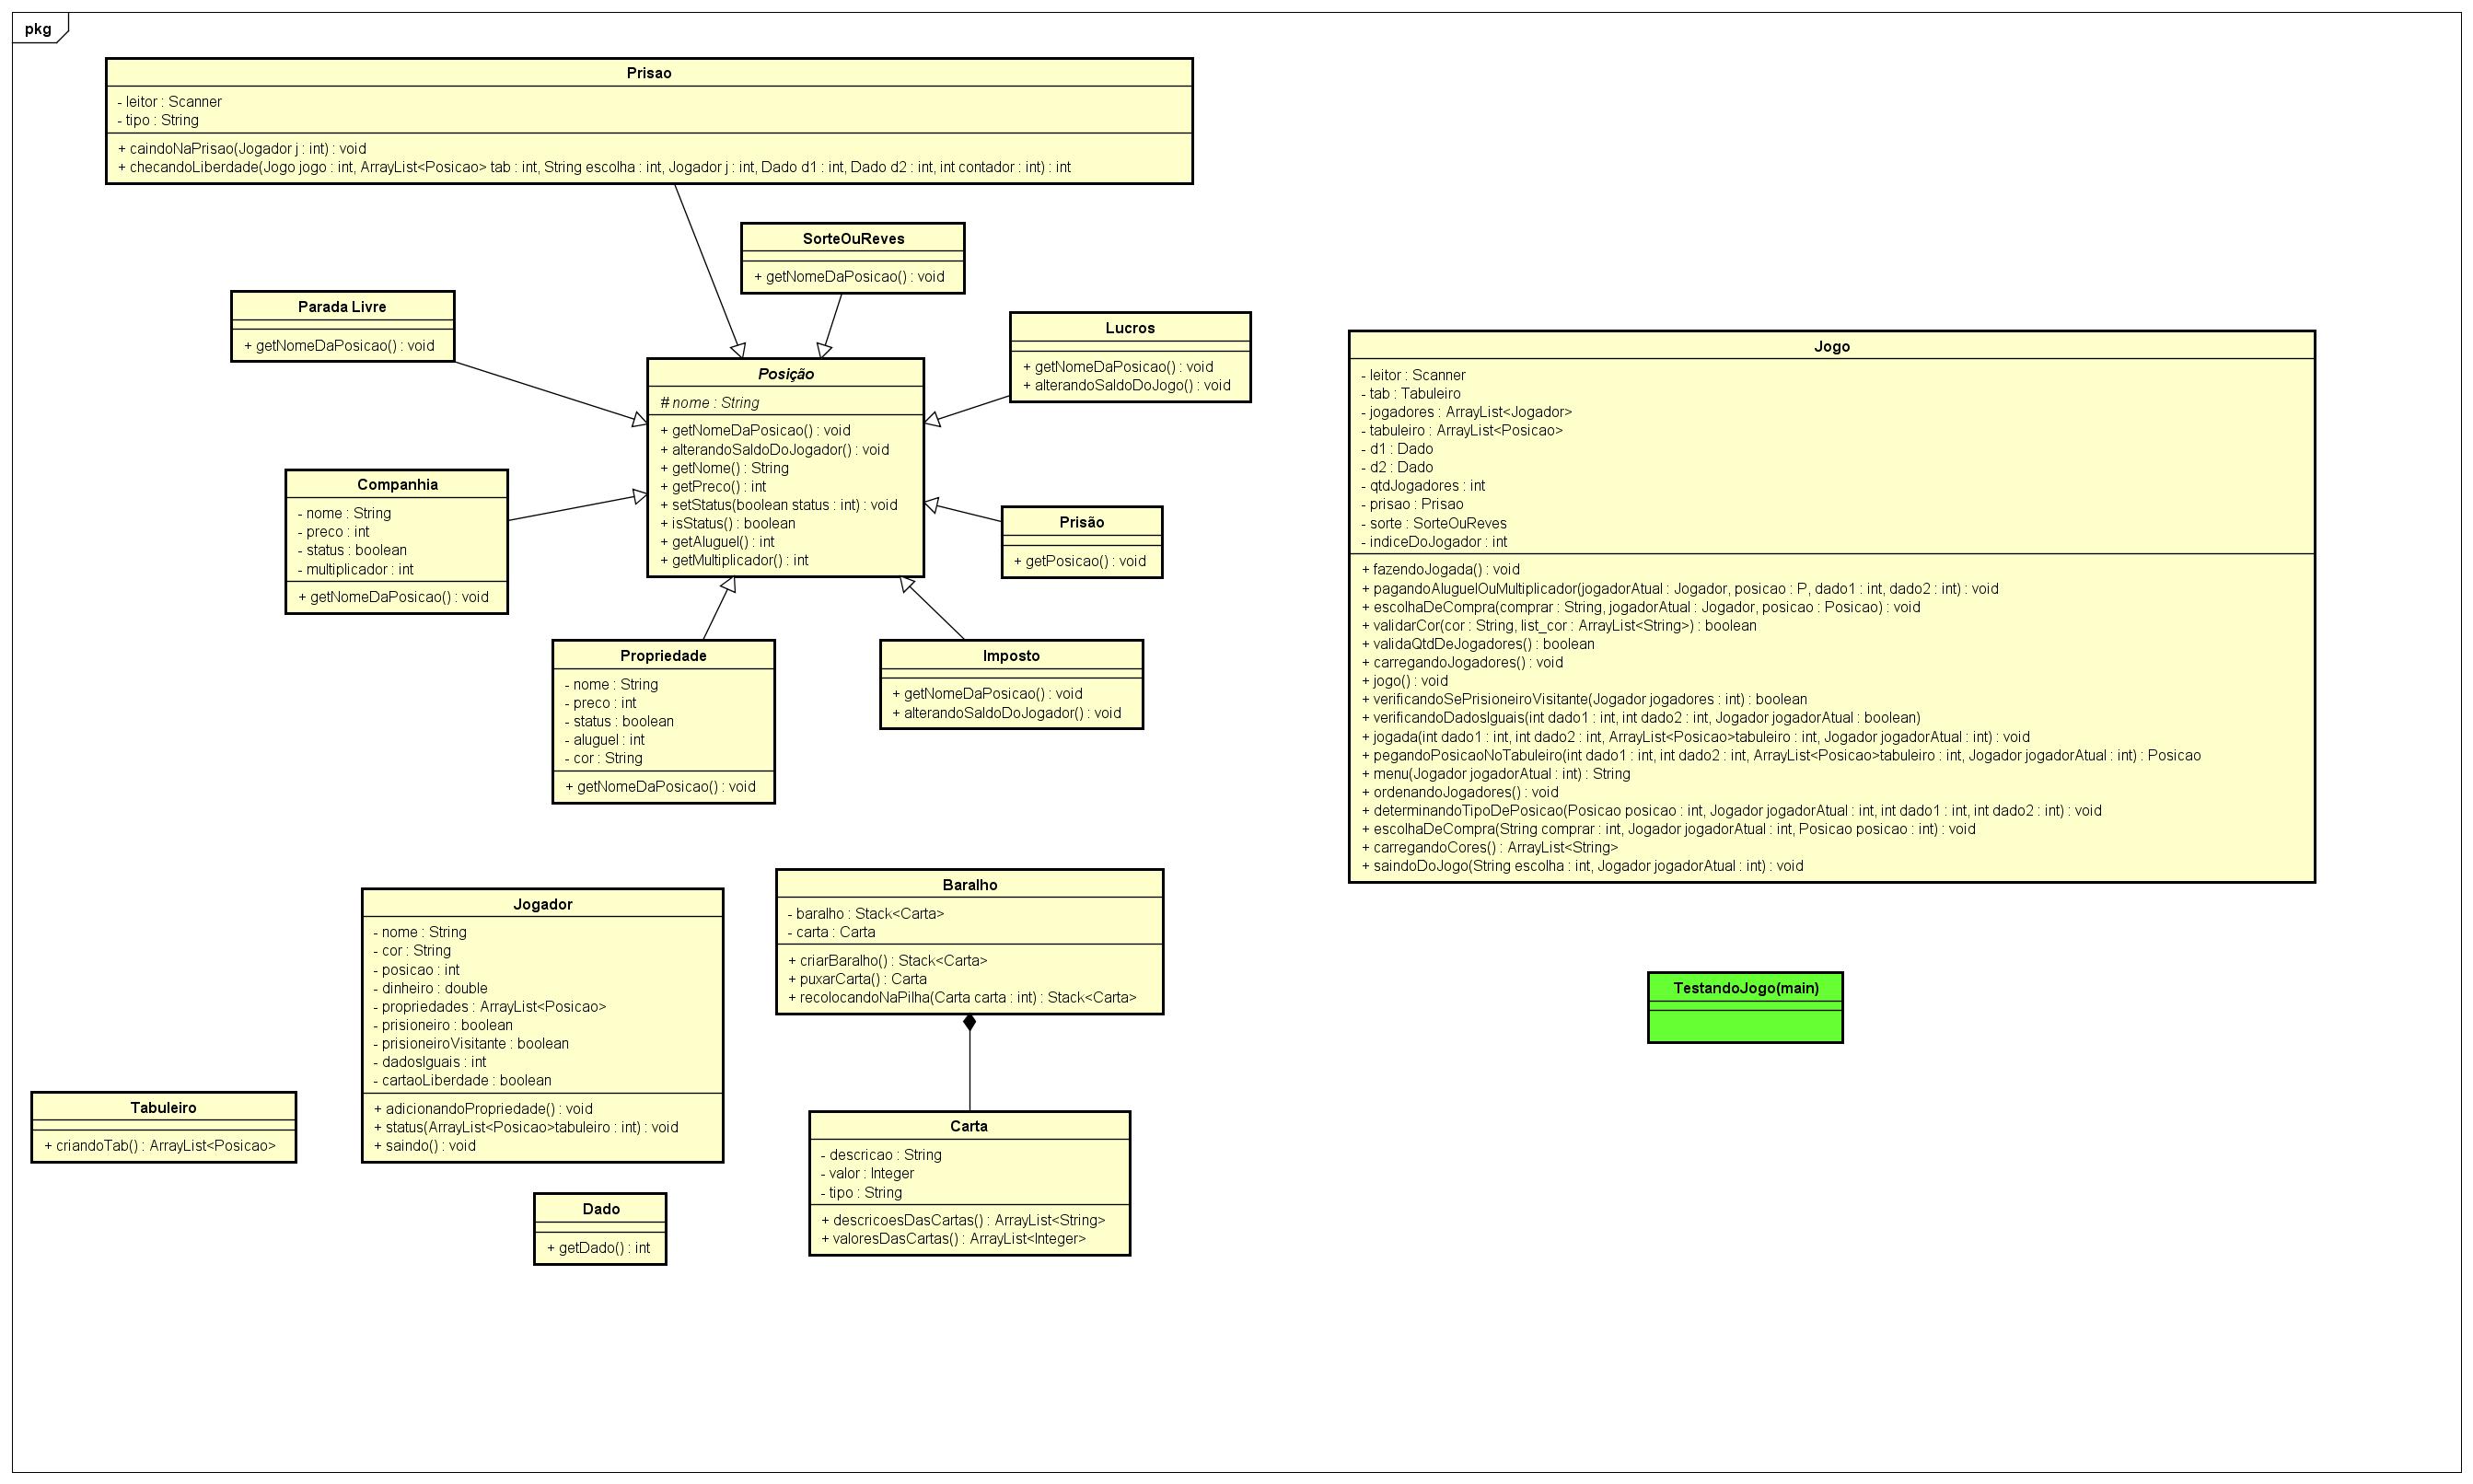 pkg
Prisao
- leitor : Scanner
- tipo : String
+ caindoNaPrisao(Jogador j : int) : void
+ checandoLiberdade(Jogo jogo : int, ArrayList<Posicao> tab : int, String escolha : int, Jogador j : int, Dado d1 : int, Dado d2 : int, int contador : int) : int
SorteOuReves
+ getNomeDaPosicao() : void
Parada Livre
+ getNomeDaPosicao() : void
Lucros
+ getNomeDaPosicao() : void
+ alterandoSaldoDoJogo() : void
Posição
# nome : String
+ getNomeDaPosicao() : void
+ alterandoSaldoDoJogador() : void
+ getNome() : String
+ getPreco() : int
+ setStatus(boolean status : int) : void
+ isStatus() : boolean
+ getAluguel() : int
+ getMultiplicador() : int
Companhia
- nome : String
- preco : int
- status : boolean
- multiplicador : int
+ getNomeDaPosicao() : void
Prisão
+ getPosicao() : void
Propriedade
- nome : String
- preco : int
- status : boolean
- aluguel : int
- cor : String
+ getNomeDaPosicao() : void
Imposto
+ getNomeDaPosicao() : void
+ alterandoSaldoDoJogador() : void
Jogo
- leitor : Scanner
- tab : Tabuleiro
- jogadores : ArrayList<Jogador>
- tabuleiro : ArrayList<Posicao>
- d1 : Dado
- d2 : Dado
- qtdJogadores : int
- prisao : Prisao
- sorte : SorteOuReves
- indiceDoJogador : int
+ fazendoJogada() : void
+ pagandoAluguelOuMultiplicador(jogadorAtual : Jogador, posicao : P, dado1 : int, dado2 : int) : void
+ escolhaDeCompra(comprar : String, jogadorAtual : Jogador, posicao : Posicao) : void
+ validarCor(cor : String, list_cor : ArrayList<String>) : boolean
+ validaQtdDeJogadores() : boolean
+ carregandoJogadores() : void
+ jogo() : void
+ verificandoSePrisioneiroVisitante(Jogador jogadores : int) : boolean
+ verificandoDadosIguais(int dado1 : int, int dado2 : int, Jogador jogadorAtual : boolean)
+ jogada(int dado1 : int, int dado2 : int, ArrayList<Posicao>tabuleiro : int, Jogador jogadorAtual : int) : void
+ pegandoPosicaoNoTabuleiro(int dado1 : int, int dado2 : int, ArrayList<Posicao>tabuleiro : int, Jogador jogadorAtual : int) : Posicao
+ menu(Jogador jogadorAtual : int) : String
+ ordenandoJogadores() : void
+ determinandoTipoDePosicao(Posicao posicao : int, Jogador jogadorAtual : int, int dado1 : int, int dado2 : int) : void
+ escolhaDeCompra(String comprar : int, Jogador jogadorAtual : int, Posicao posicao : int) : void
+ carregandoCores() : ArrayList<String>
+ saindoDoJogo(String escolha : int, Jogador jogadorAtual : int) : void
Jogador
- nome : String
- cor : String
- posicao : int
- dinheiro : double
- propriedades : ArrayList<Posicao>
- prisioneiro : boolean
- prisioneiroVisitante : boolean
- dadosIguais : int
- cartaoLiberdade : boolean
+ adicionandoPropriedade() : void
+ status(ArrayList<Posicao>tabuleiro : int) : void
+ saindo() : void
Baralho
- baralho : Stack<Carta>
- carta : Carta
+ criarBaralho() : Stack<Carta>
+ puxarCarta() : Carta
+ recolocandoNaPilha(Carta carta : int) : Stack<Carta>
TestandoJogo(main)
Tabuleiro
+ criandoTab() : ArrayList<Posicao>
Carta
- descricao : String
- valor : Integer
- tipo : String
+ descricoesDasCartas() : ArrayList<String>
+ valoresDasCartas() : ArrayList<Integer>
Dado
+ getDado() : int